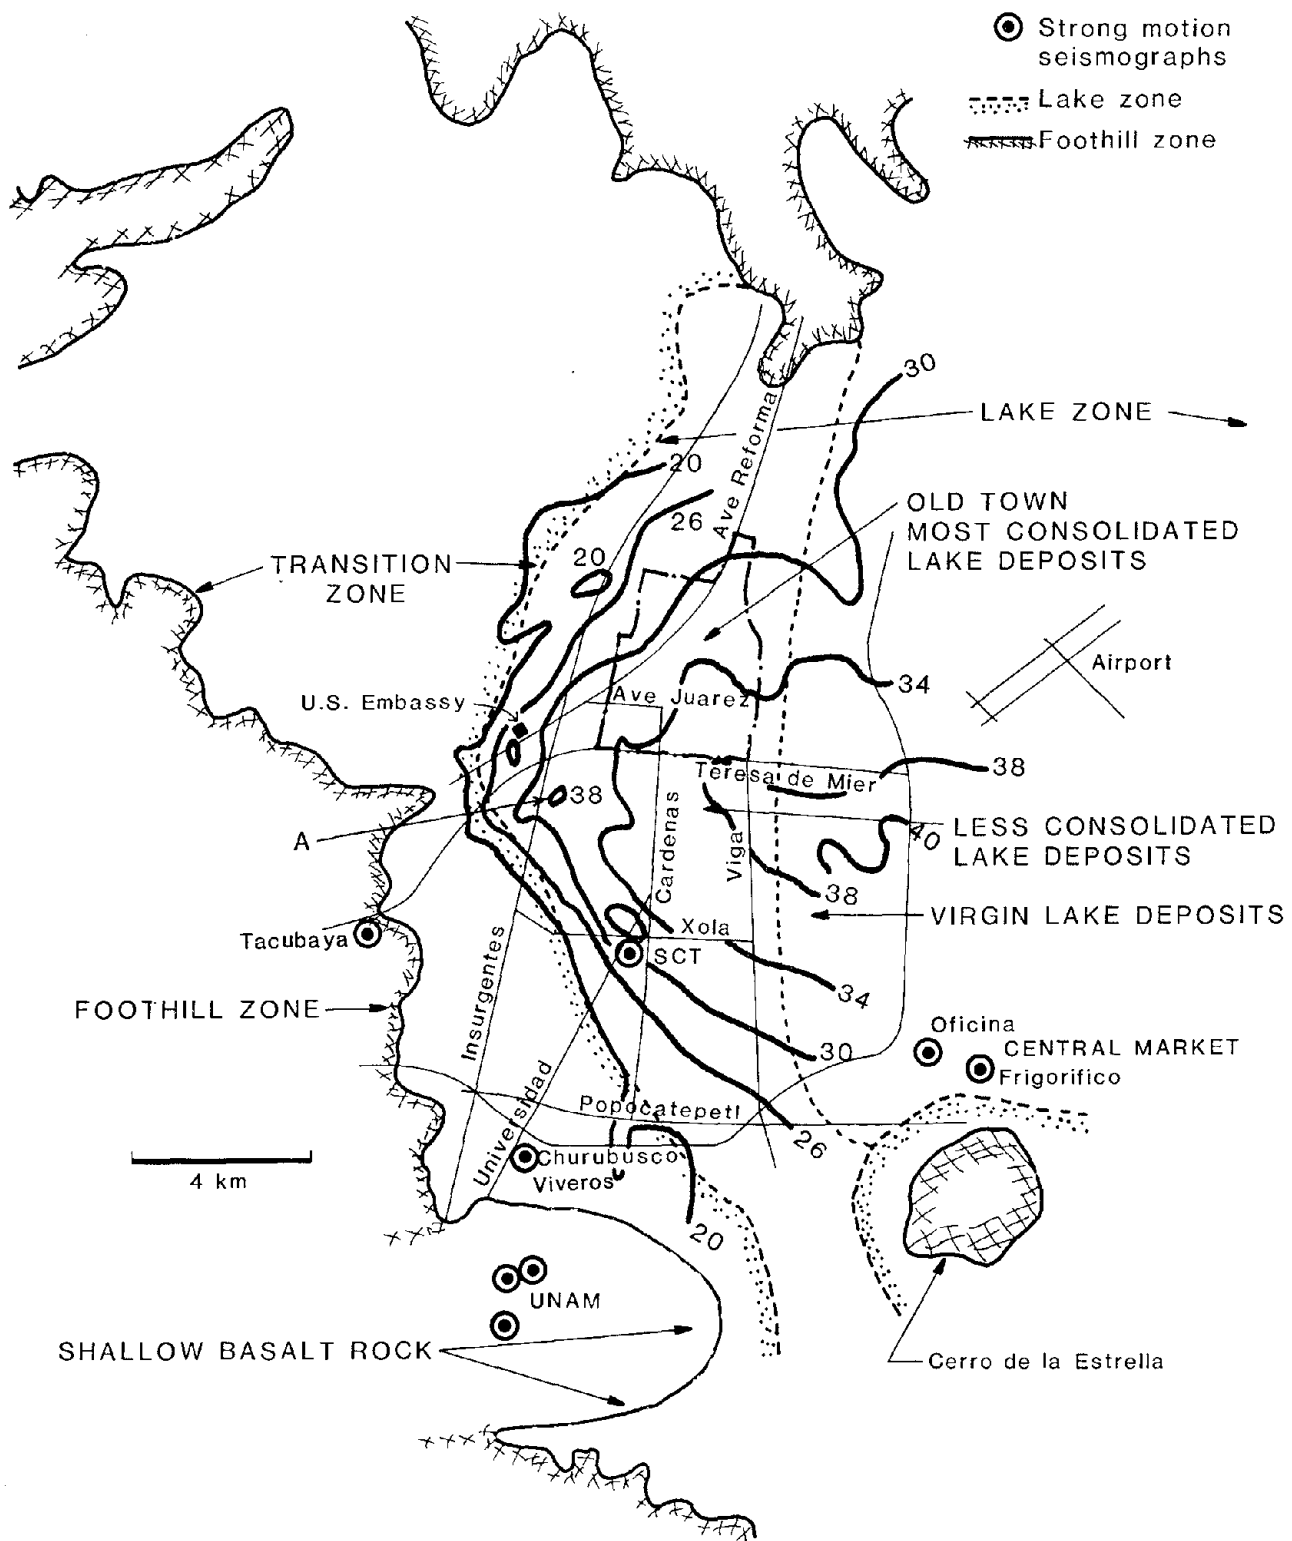 Strong motion
seismographs
Lake zone
Foothill zone
30
LAKE ZONE
20
Ave Reforma
26
OLD TOWN
MOST CONSOLIDATED
LAKE DEPOSITS
TRANSITION
ZONE
20
Airport
34
U.S. Embassy
Ave Juarez
38
Teresa de Mier
38
A
40
LESS CONSOLIDATED
LAKE DEPOSITS
Cardenas
Viga
38
VIRGIN LAKE DEPOSITS
Xola
Tacubaya
SCT
34
FOOTHILL ZONE
Insurgentes
Oficina
CENTRAL MARKET
Frigorifico
30
Universidad
Popocatepetl
26
4 km
Churubusco
Viveros
20
UNAM
SHALLOW BASALT ROCK
Cerro de la Estrella